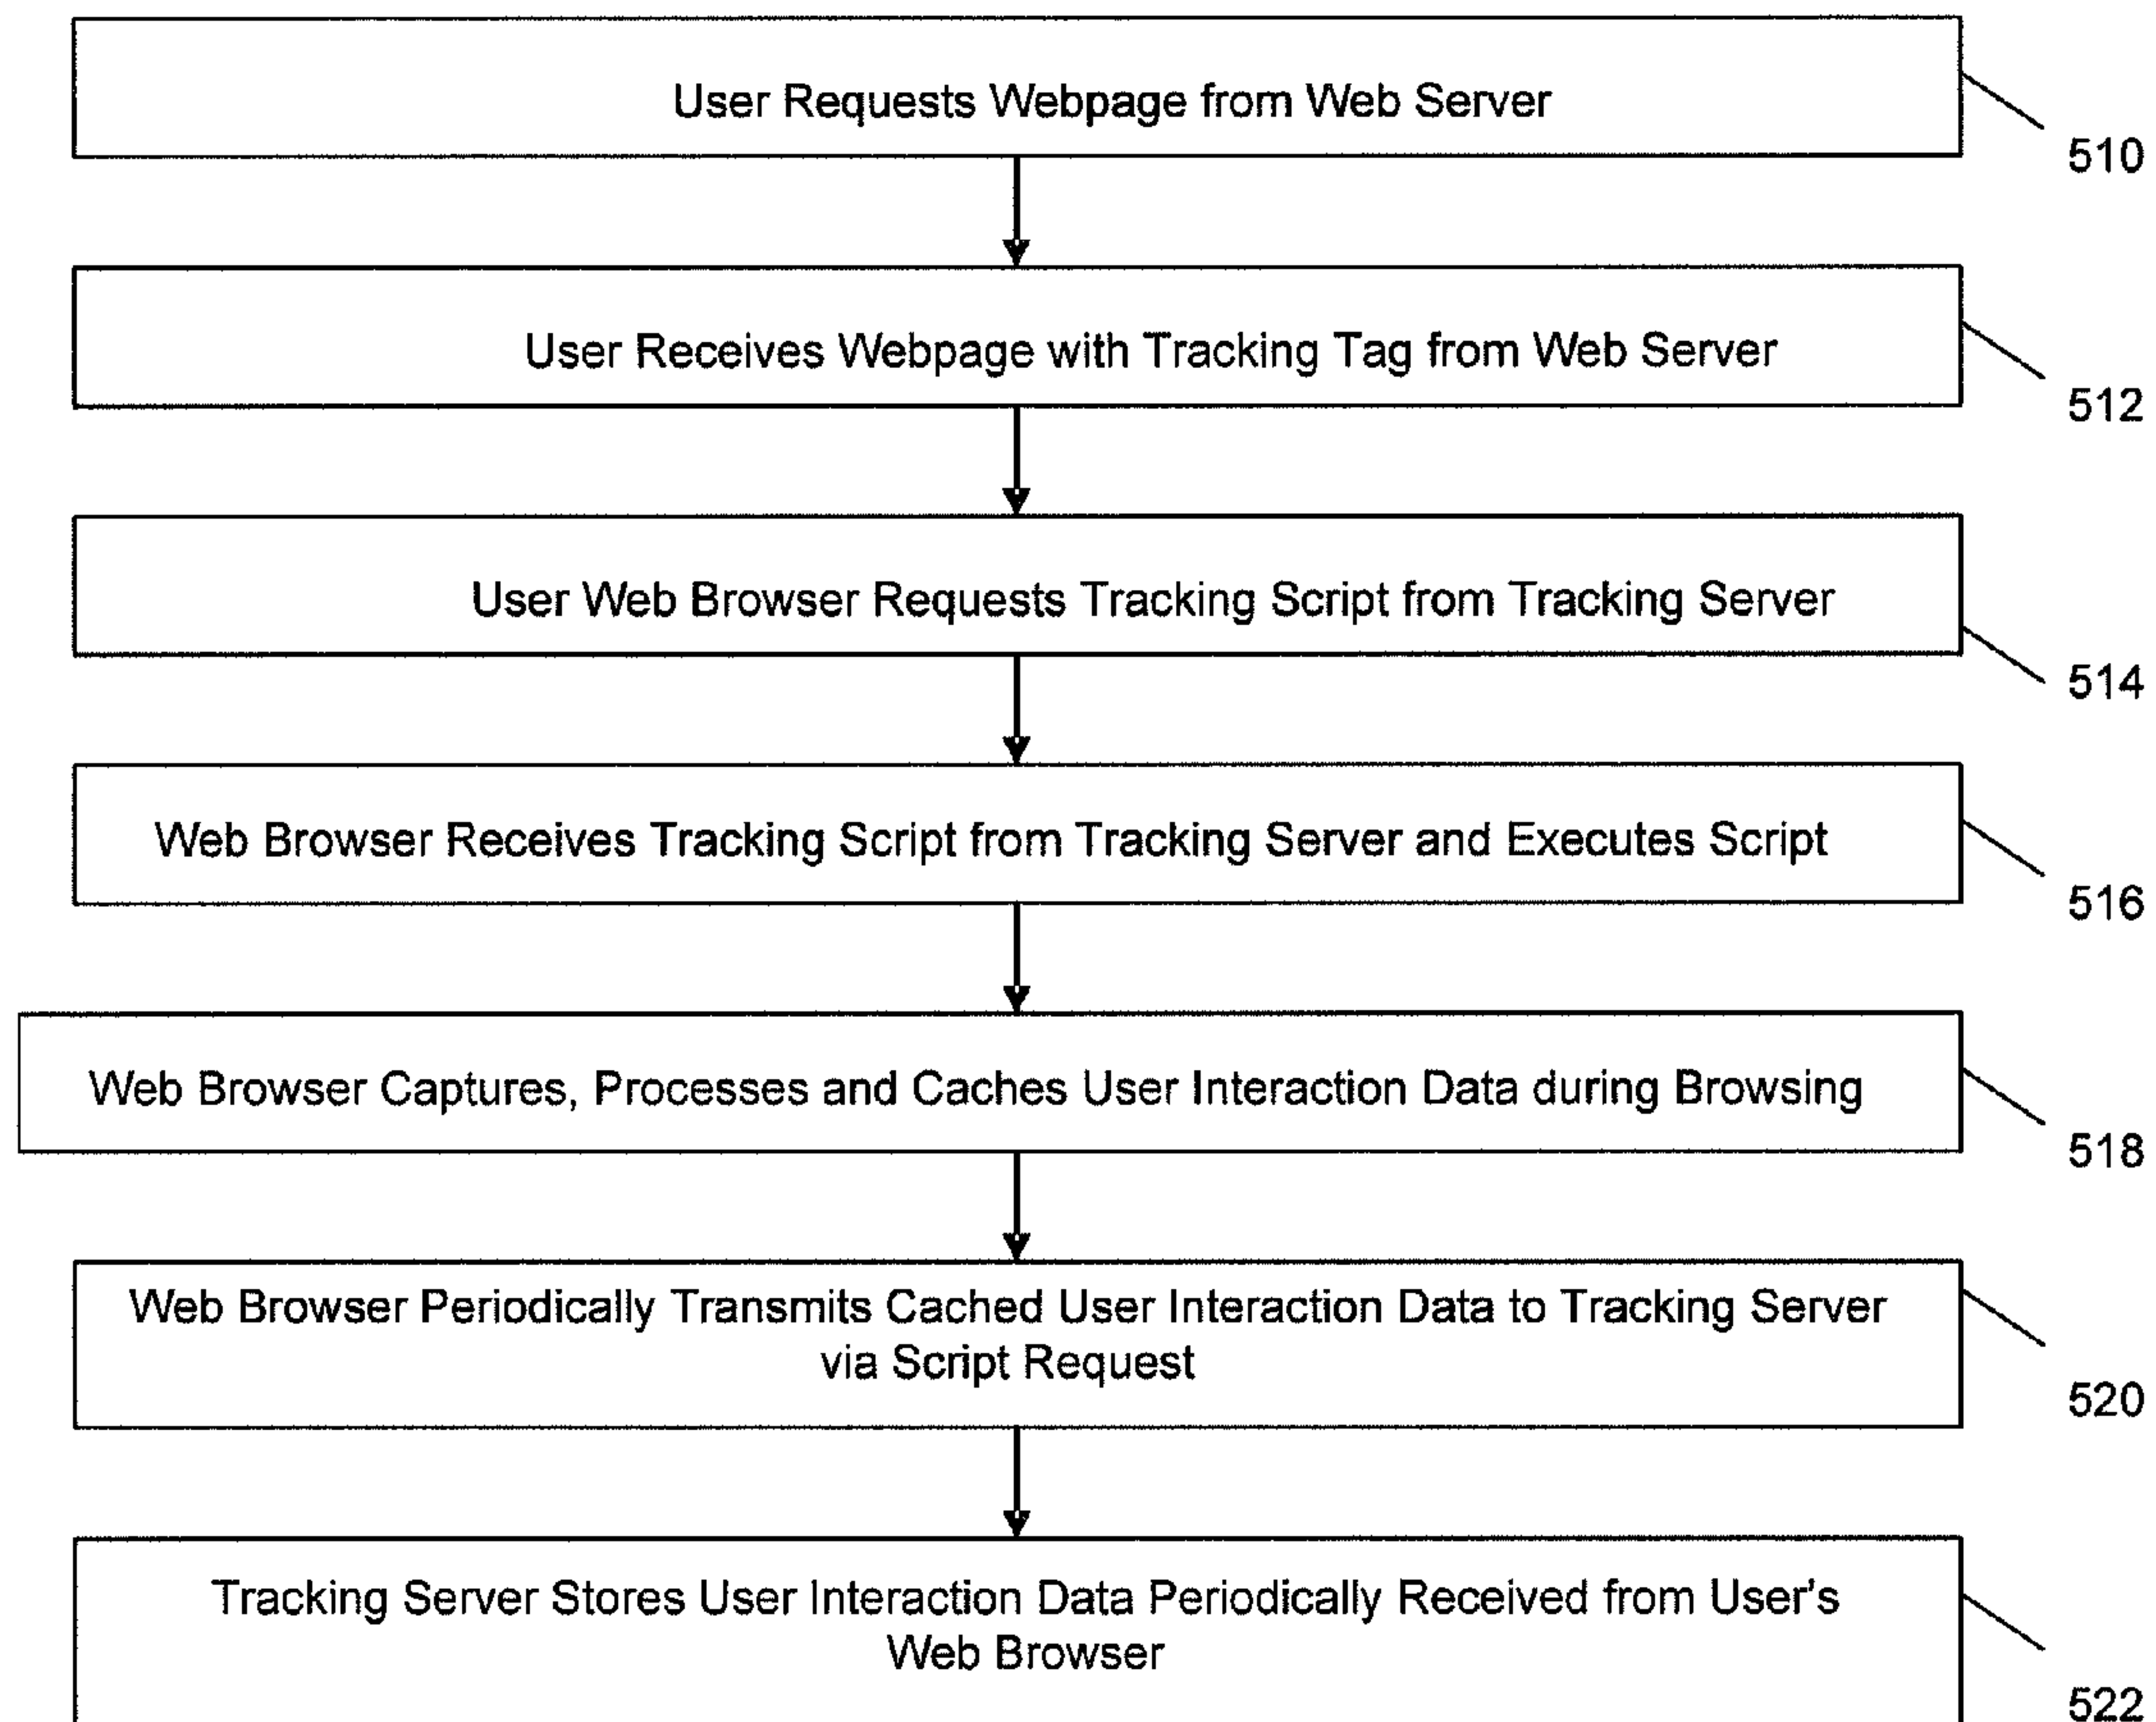 User Requests Webpage from Web Server
510
User Receives Webpage with Tracking Tag from Web Server
512
User Web Browser Requests Tracking Script from Tracking Server
514
Web Browser Receives Tracking Script from Tracking Server and Executes Script
516
Web Browser Captures, Processes and Caches User Interaction Data during Browsing
518
Web Browser Periodically Transmits Cached User Interaction Data to Tracking Server
via Script Request
520
Tracking Server Stores User Interaction Data Periodically Received from User's
Web Browser
522